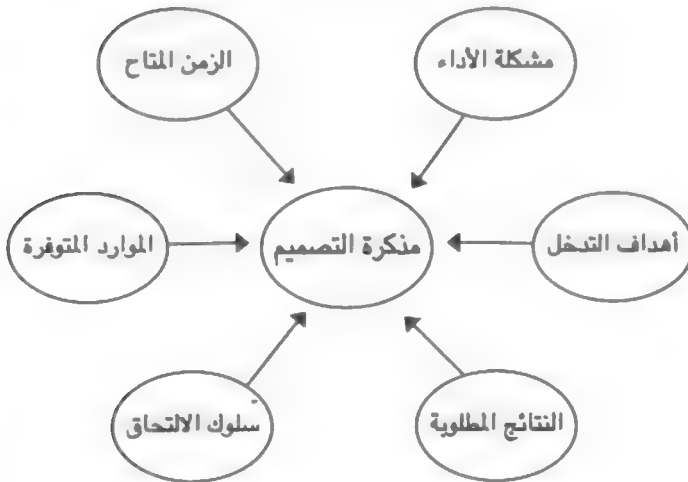 مشكلة الأداء
الزمن المتاح
أهداف التدخل
مذكرة التصميم
الموارد المتوفرة
النتائج المطلوبة
سلوك الالتحاق